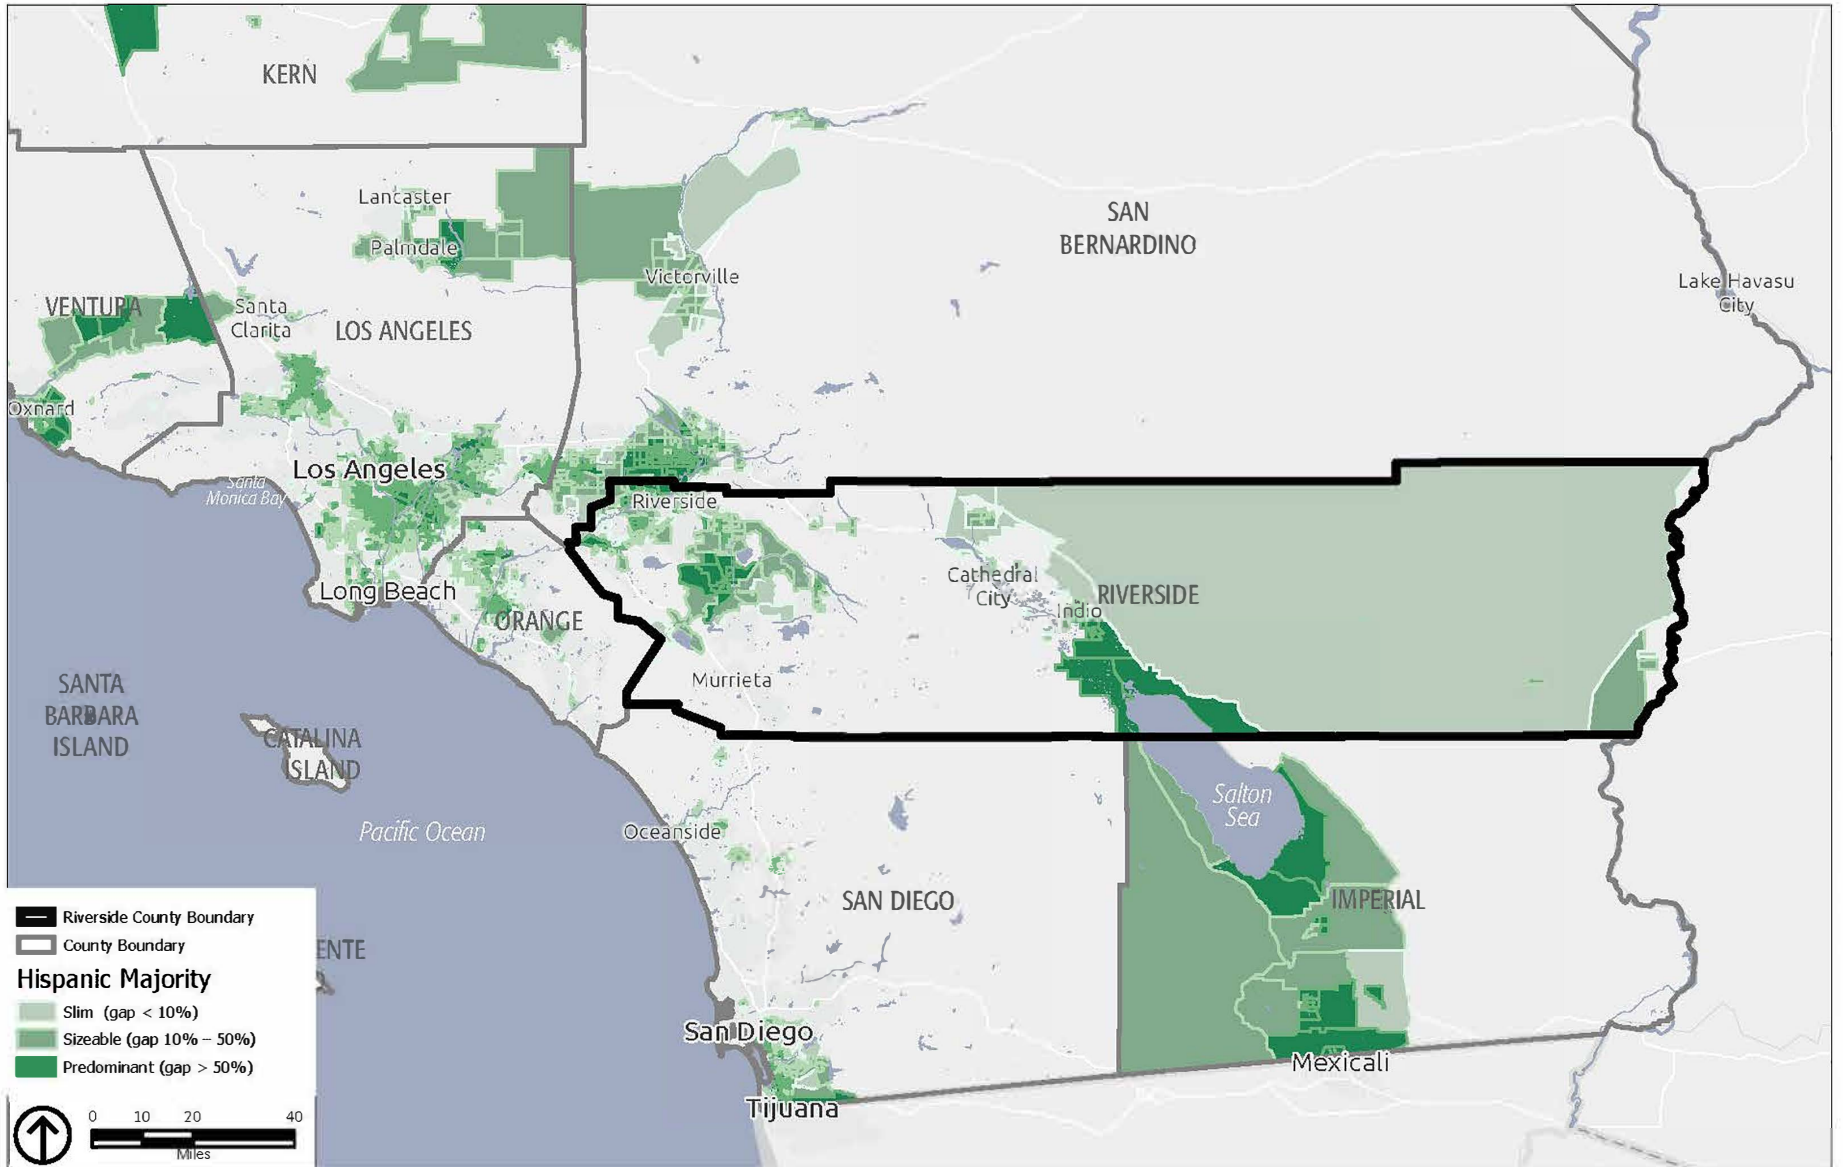 KERN
SAN
BERNARDINO
Lancaster
Palmdale
Victorville
Lake Havasu
City
VENTURA
Santa
Clarita
LOS ANGELES
Oxnard
Los Angeles
Santa
Monica Bay
Riverside
Long Beach
ORANGE
Cathedral
City
Indio
RIVERSIDE
Murrieta
SANTA
BARBARA
ISLAND
CATALINA
ISLAND
Pacific Ocean
Oceanside
Salton
Sea
SAN DIEGO
IMPERIAL
ENTE
San Diego
Mexicali
Tijuana
Riverside County Boundary
County Boundary
Hispanic Majority
Slim (gap < 10%)
Sizeable (gap 10% – 50%)
Predominant (gap > 50%)
0 10 20 40
Miles